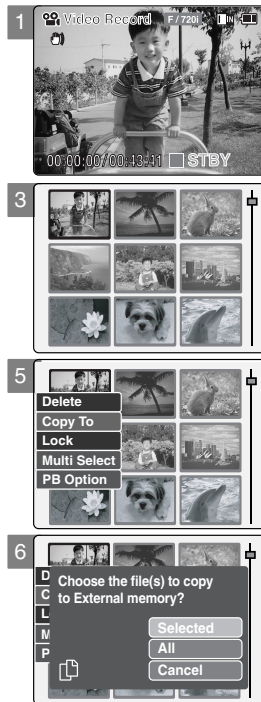 1
Video Record F / 720i IN
00:00:00/00:43:41 STBY
3
5
Delete
Copy To
Lock
Multi Select
PB Option
6
D
C
L
M
P
Choose the file(s) to copy
to External memory?
Selected
All
Cancel